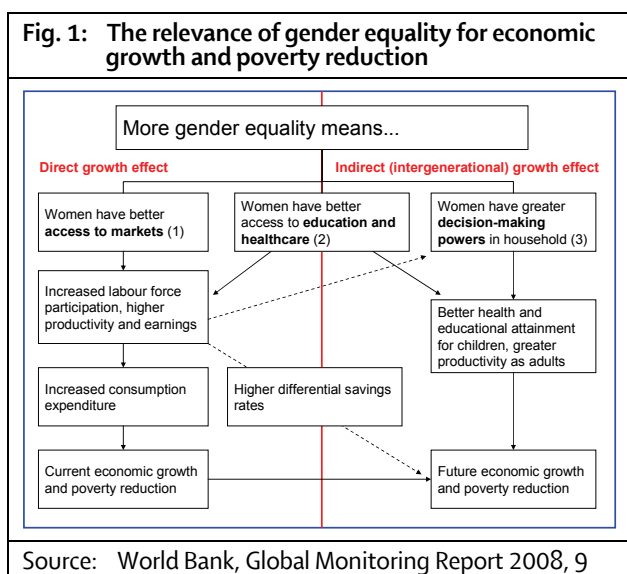 Fig. 1: The relevance of gender equality for economic
growth and poverty reduction
More gender equality means...
Direct growth effect
Indirect (intergenerational) growth effect
Women have better
access to markets (1)
Women have better
access to education and
healthcare (2)
Women have greater
decision-making
powers in household (3)
Increased labour force
participation, higher
productivity and earnings
Better health and
educational attainment
for children, greater
productivity as adults
Increased consumption
expenditure
Higher differential savings
rates
Current economic growth
and poverty reduction
Future economic growth
and poverty reduction
Source: World Bank, Global Monitoring Report 2008, 9